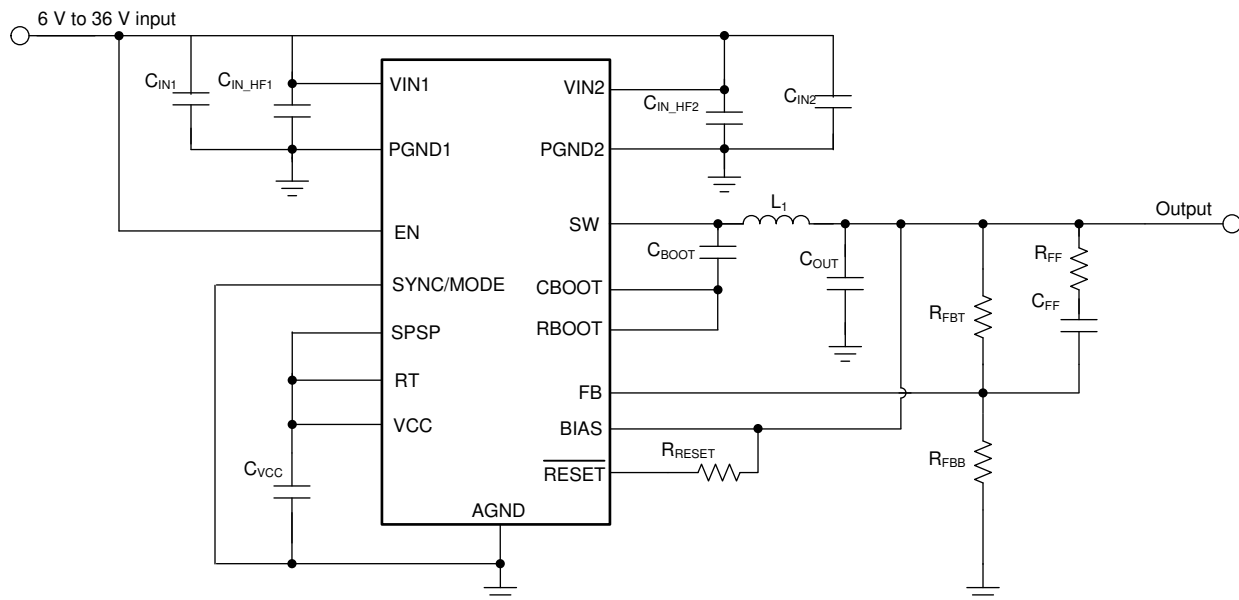 6 V to 36 V input
C_IN1
C_IN_HF1
VIN1
VIN2
C_IN_HF2
C_IN2
PGND1
PGND2
EN
SW
L_1
Output
C_BOOT
C_OUT
R_FF
SYNC/MODE
CBOOT
C_FF
SPSP
RBOOT
R_FBT
RT
FB
VCC
BIAS
R_RESET
C_VCC
RESET
R_FBB
AGND